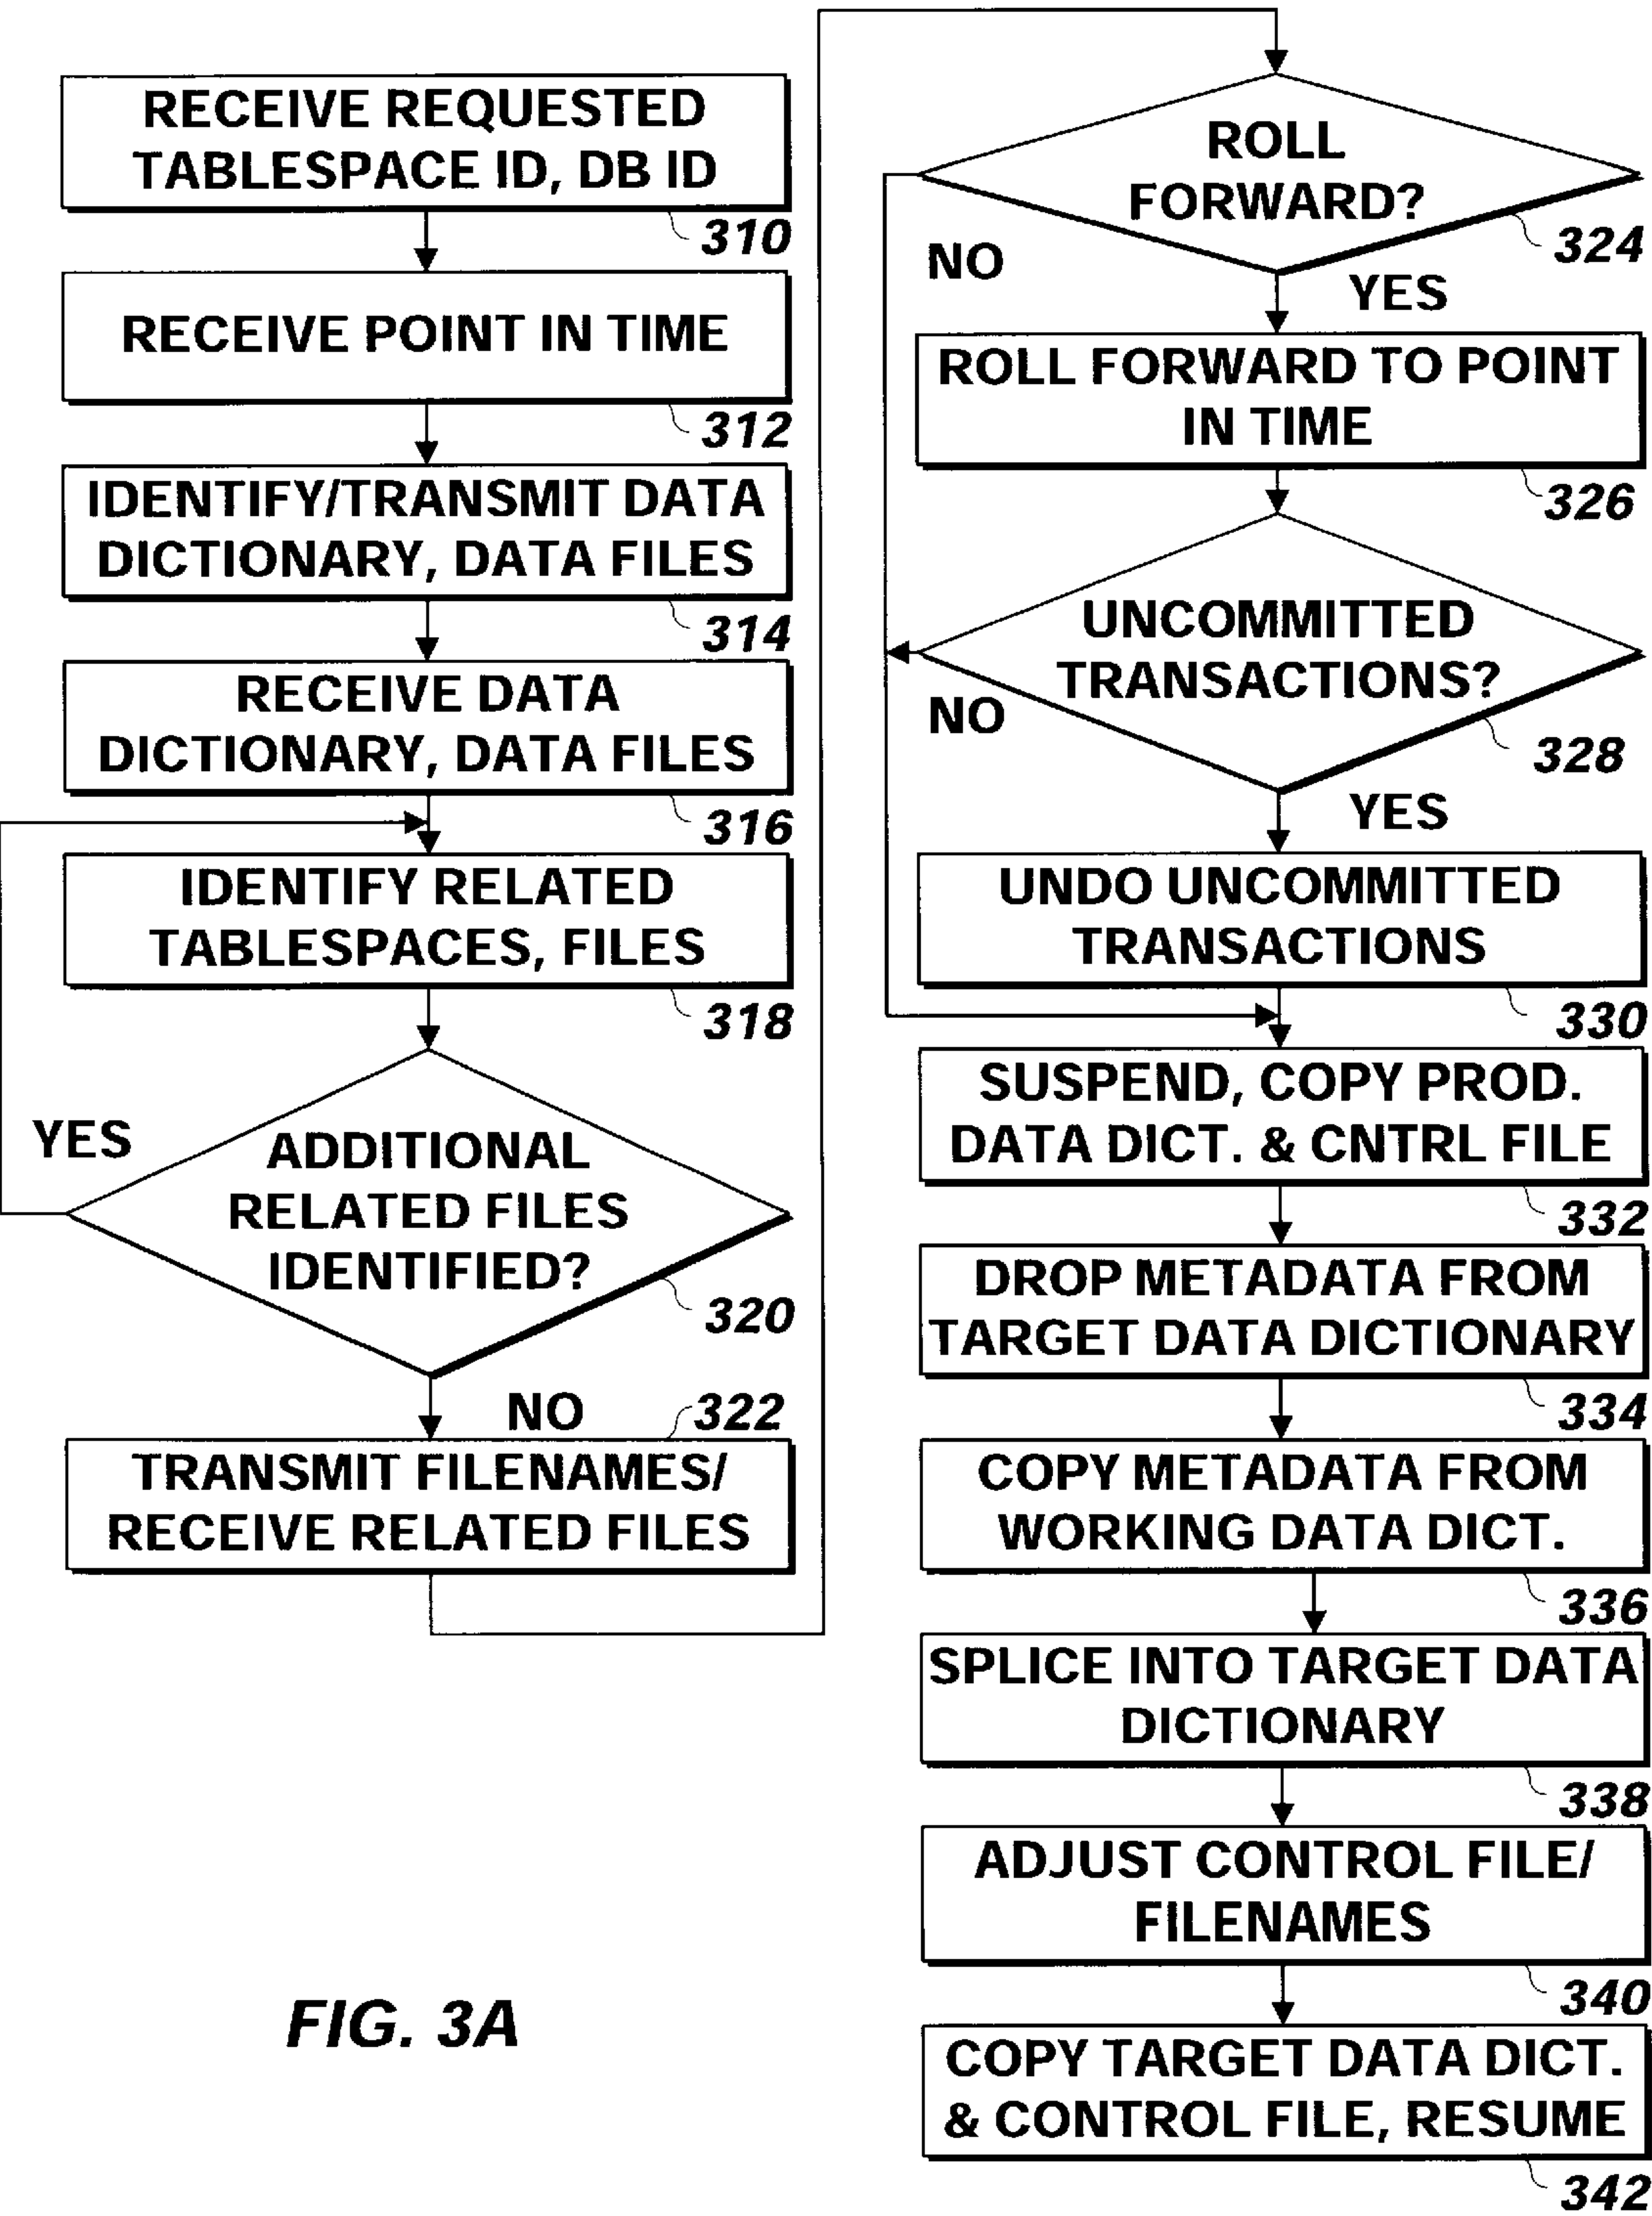 RECEIVE REQUESTED
TABLESPACE ID, DB ID
310
RECEIVE POINT IN TIME
312
IDENTIFY/TRANSMIT DATA
DICTIONARY, DATA FILES
314
RECEIVE DATA
DICTIONARY, DATA FILES
316
IDENTIFY RELATED
TABLESPACES, FILES
318
YES
ADDITIONAL
RELATED FILES
IDENTIFIED?
320
NO
322
TRANSMIT FILENAMES/
RECEIVE RELATED FILES
ROLL
FORWARD?
324
NO
YES
ROLL FORWARD TO POINT
IN TIME
326
UNCOMMITTED
TRANSACTIONS?
NO
328
YES
UNDO UNCOMMITTED
TRANSACTIONS
330
SUSPEND, COPY PROD.
DATA DICT. & CNTRL FILE
332
DROP METADATA FROM
TARGET DATA DICTIONARY
334
COPY METADATA FROM
WORKING DATA DICT.
336
SPLICE INTO TARGET DATA
DICTIONARY
338
ADJUST CONTROL FILE/
FILENAMES
340
COPY TARGET DATA DICT.
& CONTROL FILE, RESUME
342
FIG. 3A